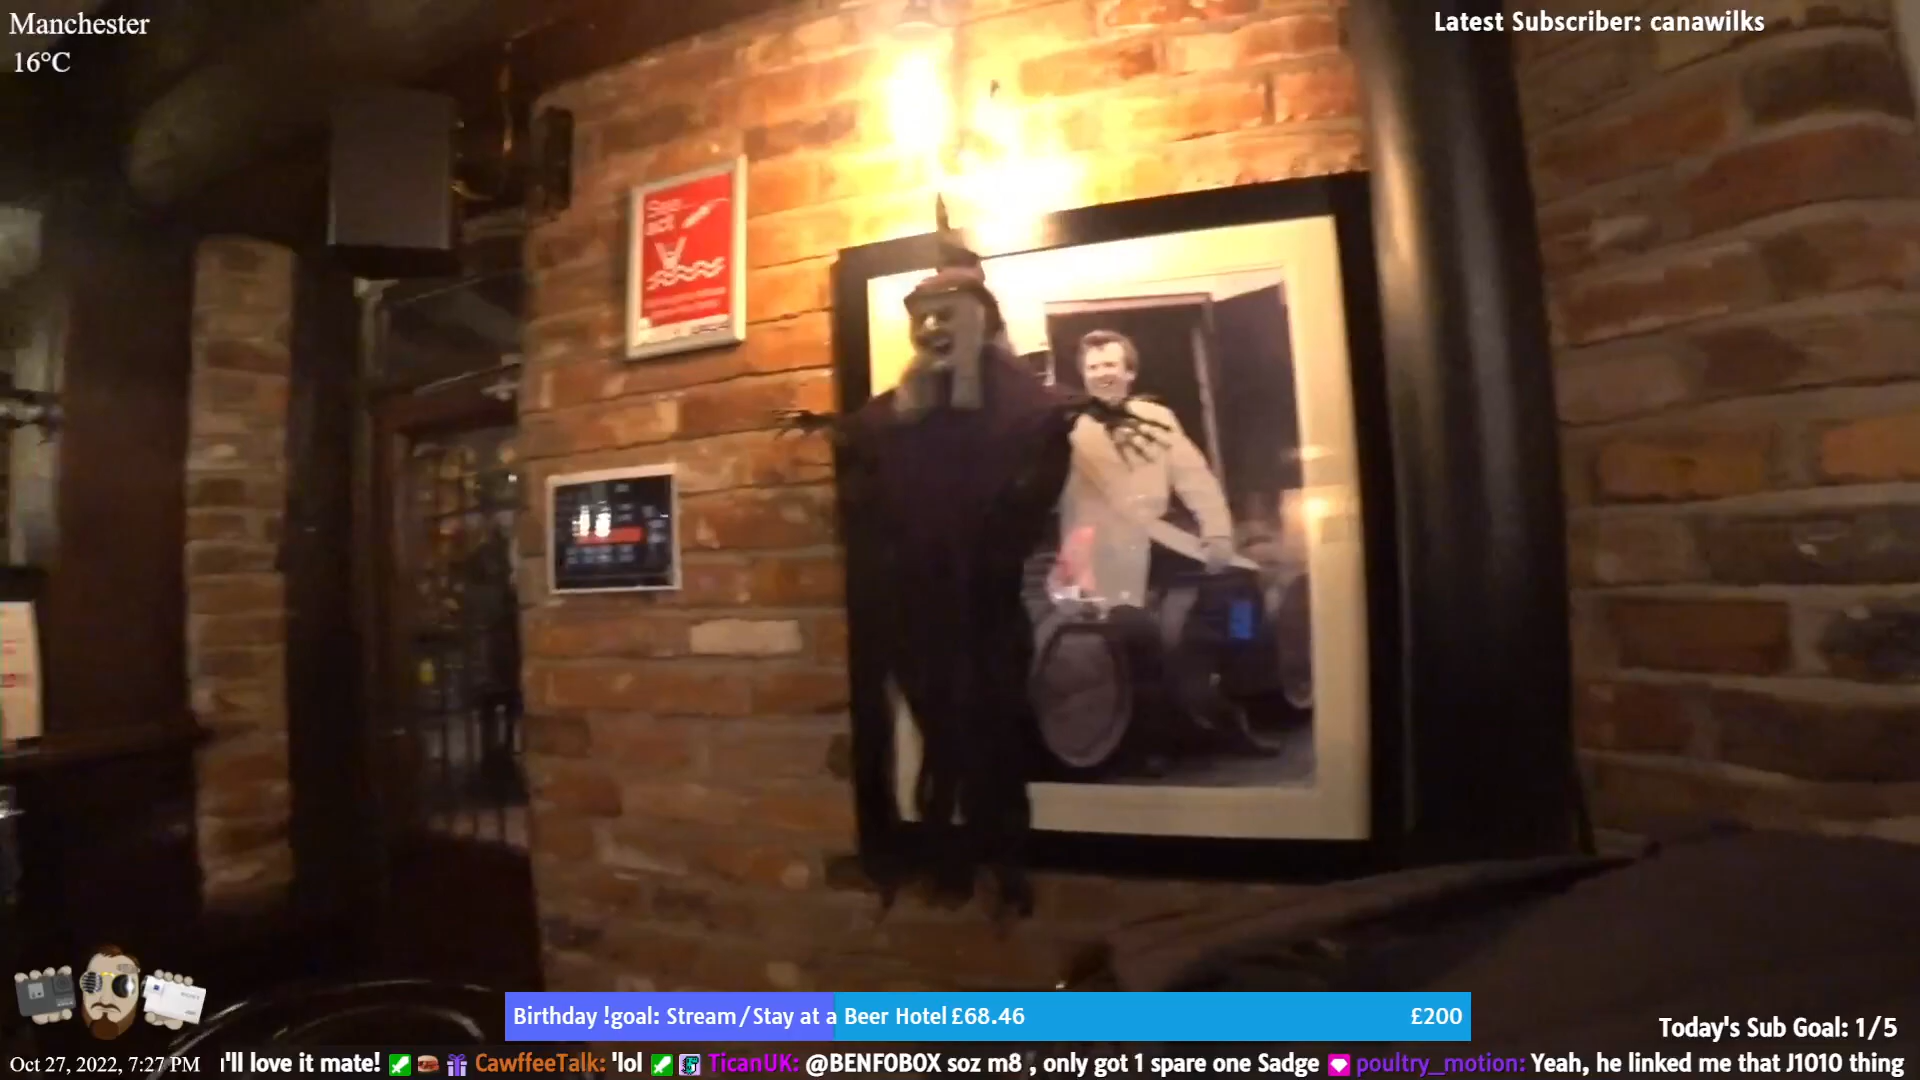 Manchester
16°C
Latest Subscriber: canawilks
See
act
Birthday !goal: Stream/Stay at a Beer Hotel £68.46
£200
Today's Sub Goal: 1/5
Oct 27, 2022, 7:27 PM
'll love it mate! CawffeeTalk: 'lol TicanUK: @BENFOBOX soz m8 , only got 1 spare one Sadge poultry_motion: Yeah, he linked me that J1010 thing